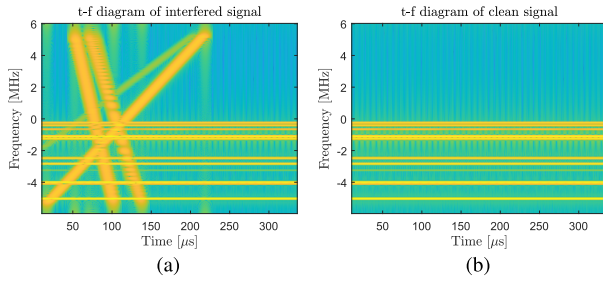 t-f diagram of interfered signal
Frequency [MHz]
6
4
2
0
-2
-4
50 100 150 200 250 300
Time [μs]
(a)
t-f diagram of clean signal
Frequency [MHz]
6
4
2
0
-2
-4
50 100 150 200 250 300
Time [μs]
(b)